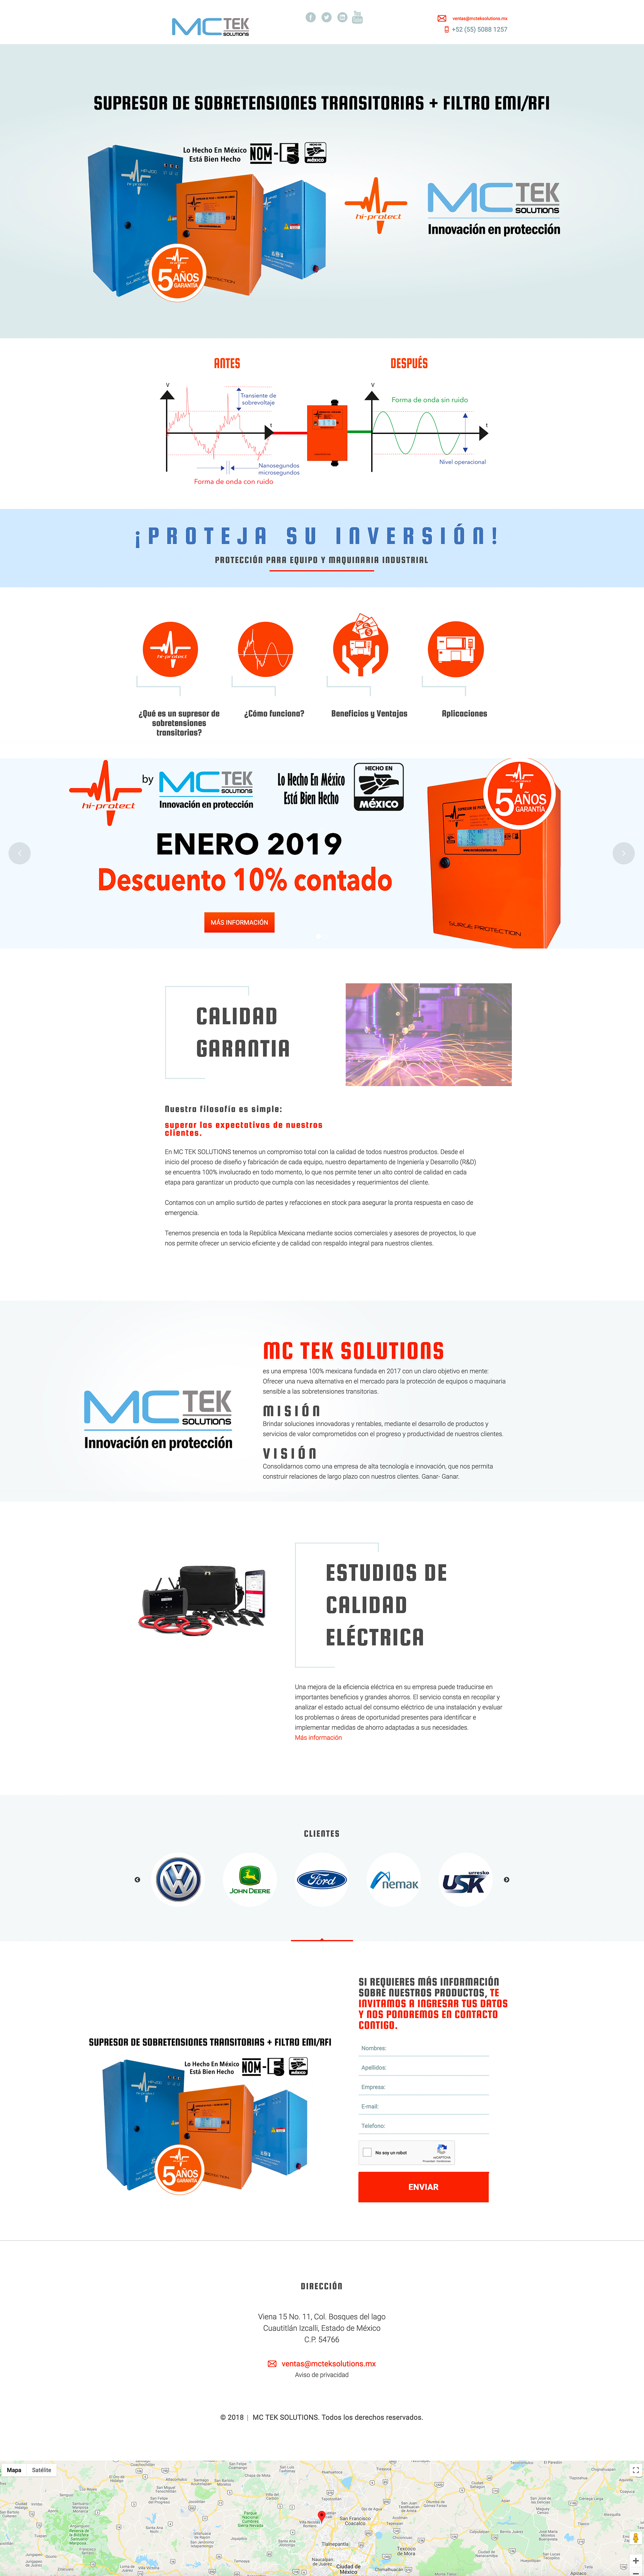 MCTEK
SOLUTIONS
ventas@mcteksolutions.mx
+52 (55) 5088 1257
SUPRESOR DE SOBRETENSIONES TRANSITORIAS + FILTRO EMI/RFI
Lo Hecho En México
Está Bien Hecho
NOM-E
MÉXICO
hi-protect
5 AÑOS
GARANTÍA
hi-protect
MCTEK
SOLUTIONS
Innovación en protección
ANTES
DESPUÉS
V
Transiente de
sobrevoltaje
t
Nanosegundos
microsegundos
Forma de onda con ruido
V
Forma de onda sin ruido
t
Nivel operacional
¡PROTEJA SU INVERSIÓN!
PROTECCIÓN PARA EQUIPO Y MAQUINARIA INDUSTRIAL
hi-protect
¿Qué es un supresor de
sobretensiones
transitorias?
¿Cómo funciona?
Beneficios y Ventajas
Aplicaciones
hi-protect
by MCTEK
SOLUTIONS
Innovación en protección
Lo Hecho En México
Está Bien Hecho
HECHO EN
MÉXICO
5 AÑOS
GARANTÍA
ENERO 2019
Descuento 10% contado
MÁS INFORMACIÓN
SURGE PROTECTION
CALIDAD
GARANTIA
Nuestra filosofía es simple:
superar las expectativas de nuestros
clientes.
En MC TEK SOLUTIONS tenemos un compromiso total con la calidad de todos nuestros productos. Desde el
inicio del proceso de diseño y fabricación de cada equipo, nuestro departamento de Ingeniería y Desarrollo (R&D)
se encuentra 100% involucrado en todo momento, lo que nos permite tener un alto control de calidad en cada
etapa para garantizar un producto que cumpla con las necesidades y requerimientos del cliente.
Contamos con un amplio surtido de partes y refacciones en stock para asegurar la pronta respuesta en caso de
emergencia.
Tenemos presencia en toda la República Mexicana mediante socios comerciales y asesores de proyectos, lo que
nos permite ofrecer un servicio eficiente y de calidad con respaldo integral para nuestros clientes.
MCTEK
SOLUTIONS
Innovación en protección
MC TEK SOLUTIONS
es una empresa 100% mexicana fundada en 2017 con un claro objetivo en mente:
Ofrecer una nueva alternativa en el mercado para la protección de equipos o maquinaria
sensible a las sobretensiones transitorias.
MISIÓN
Brindar soluciones innovadoras y rentables, mediante el desarrollo de productos y
servicios de valor comprometidos con el progreso y productividad de nuestros clientes.
VISIÓN
Consolidarnos como una empresa de alta tecnología e innovación, que nos permita
construir relaciones de largo plazo con nuestros clientes. Ganar- Ganar.
ESTUDIOS DE
CALIDAD
ELÉCTRICA
Una mejora de la eficiencia eléctrica en su empresa puede traducirse en
importantes beneficios y grandes ahorros. El servicio consta en recopilar y
analizar el estado actual del consumo eléctrico de una instalación y evaluar
los problemas o áreas de oportunidad presentes para identificar e
implementar medidas de ahorro adaptadas a sus necesidades.
Más información
CLIENTES
JOHN DEERE
Ford
nemak
urresko
USK
SI REQUIERES MÁS INFORMACIÓN
SOBRE NUESTROS PRODUCTOS, TE
INVITAMOS A INGRESAR TUS DATOS
Y NOS PONDREMOS EN CONTACTO
CONTIGO.
SUPRESOR DE SOBRETENSIONES TRANSITORIAS + FILTRO EMI/RFI
Lo Hecho En México
Está Bien Hecho
NOM-E
MÉXICO
5 AÑOS
GARANTÍA
Nombres:
Apellidos:
Empresa:
E-mail:
Telefono:
No soy un robot
reCAPTCHA
ENVIAR
DIRECCIÓN
Viena 15 No. 11, Col. Bosques del lago
Cuautitlán Izcalli, Estado de México
C.P. 54766
ventas@mcteksolutions.mx
Aviso de privacidad
© 2018 | MC TEK SOLUTIONS. Todos los derechos reservados.
Mapa
Satélite
San Francisco
Coacalco
Tlalnepantla
Naucalpan
de Juárez
Ciudad de
México
Chimalhuacán
Texcoco
de Mora